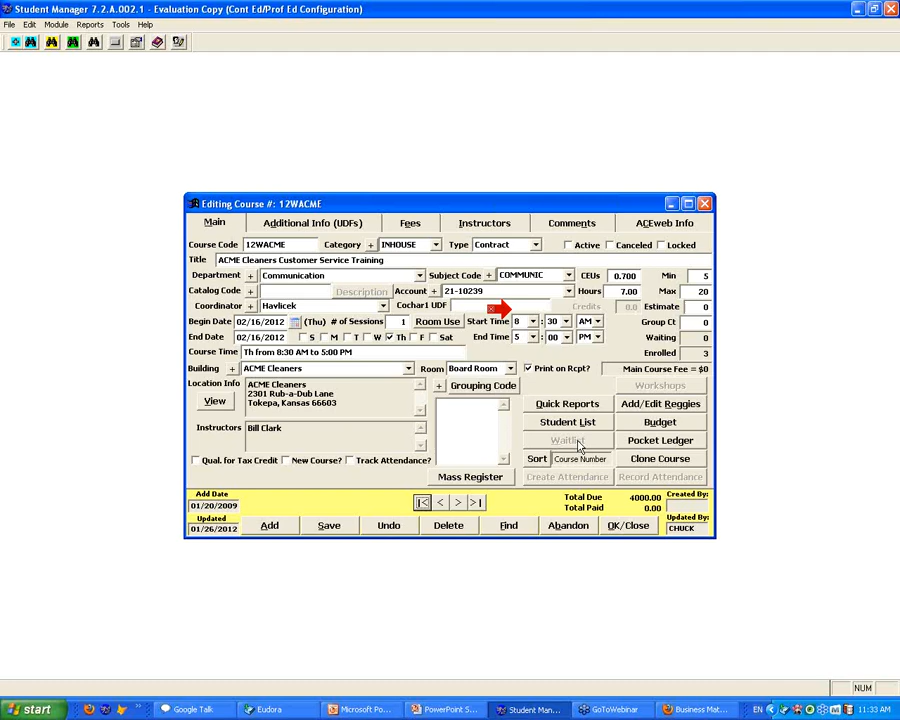 Student Manager 7.2.A.002.1 - Evaluation Copy (Cont Ed/Prof Ed Configuration)
File Edit Module Reports Tools Help
Editing Course #: 12WACME
Main Additional Info (UDFs) Fees Instructors Comments ACEweb Info
Course Code 12WACME Category + INHOUSE Type Contract Active Canceled Locked
Title ACME Cleaners Customer Service Training
Department + Communication Subject Code + COMMUNIC CEUs 0.700 Min 5
Catalog Code + Description Account + 21-10239 Hours 7.00 Max 20
Coordinator + Havlicek Cochar1 UDF Credits 0.0 Estimate 0
Begin Date 02/16/2012 (Thu) # of Sessions 1 Room Use Start Time 8 : 30 AM Group Ct 0
End Date 02/16/2012 S M T W Th F Sat End Time 5 : 00 PM Waiting 0
Course Time Th from 8:30 AM to 5:00 PM Enrolled 3
Building + ACME Cleaners Room Board Room Print on Rcpt? Main Course Fee = $0
Location Info ACME Cleaners + Grouping Code Workshops
2301 Rub-a-Dub Lane
View Tokepa, Kansas 66603 Quick Reports Add/Edit Reggies
Student List Budget
Instructors Bill Clark Waitlist Pocket Ledger
Qual. for Tax Credit New Course? Track Attendance? Sort Course Number Clone Course
Mass Register Create Attendance Record Attendance
Add Date |< < > >| Total Due 4000.00 Created By:
01/20/2009 Total Paid 0.00
Updated Add Save Undo Delete Find Abandon OK/Close Updated By:
01/26/2012 CHUCK
NUM
start Google Talk Eudora Microsoft Po... PowerPoint S... Student Man... GoToWebinar Business Mat... EN 11:33 AM